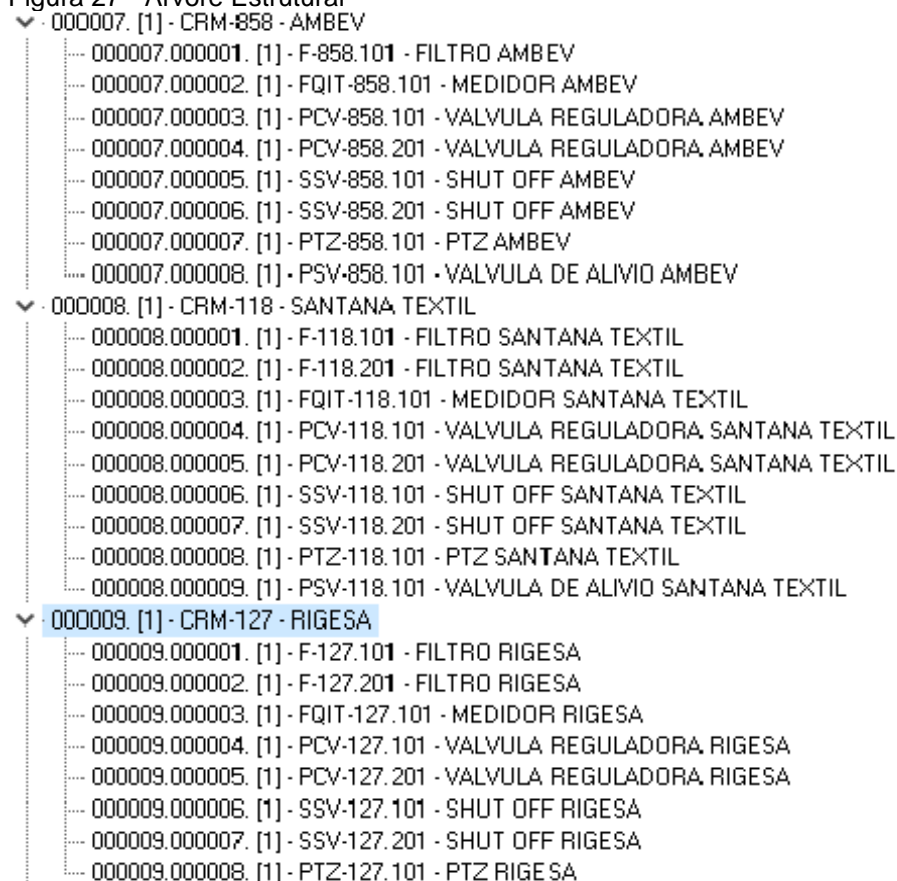 Figura 27 - Árvore Estrutural
000007. [1] - CRM-858 - AMBEV
000007.000001. [1] - F-858.101 - FILTRO AMBEV
000007.000002. [1] - FQIT-858.101 - MEDIDOR AMBEV
000007.000003. [1] - PCV-858.101 - VALVULA REGULADORA AMBEV
000007.000004. [1] - PCV-858.201 - VALVULA REGULADORA AMBEV
000007.000005. [1] - SSV-858.101 - SHUT OFF AMBEV
000007.000006. [1] - SSV-858.201 - SHUT OFF AMBEV
000007.000007. [1] - PTZ-858.101 - PTZ AMBEV
000007.000008. [1] - PSV-858.101 - VALVULA DE ALIVIO AMBEV
000008. [1] - CRM-118 - SANTANA TEXTIL
000008.000001. [1] - F-118.101 - FILTRO SANTANA TEXTIL
000008.000002. [1] - F-118.201 - FILTRO SANTANA TEXTIL
000008.000003. [1] - FQIT-118.101 - MEDIDOR SANTANA TEXTIL
000008.000004. [1] - PCV-118.101 - VALVULA REGULADORA SANTANA TEXTIL
000008.000005. [1] - PCV-118.201 - VALVULA REGULADORA SANTANA TEXTIL
000008.000006. [1] - SSV-118.101 - SHUT OFF SANTANA TEXTIL
000008.000007. [1] - SSV-118.201 - SHUT OFF SANTANA TEXTIL
000008.000008. [1] - PTZ-118.101 - PTZ SANTANA TEXTIL
000008.000009. [1] - PSV-118.101 - VALVULA DE ALIVIO SANTANA TEXTIL
000009. [1] - CRM-127 - RIGESA
000009.000001. [1] - F-127.101 - FILTRO RIGESA
000009.000002. [1] - F-127.201 - FILTRO RIGESA
000009.000003. [1] - FQIT-127.101 - MEDIDOR RIGESA
000009.000004. [1] - PCV-127.101 - VALVULA REGULADORA RIGESA
000009.000005. [1] - PCV-127.201 - VALVULA REGULADORA RIGESA
000009.000006. [1] - SSV-127.101 - SHUT OFF RIGESA
000009.000007. [1] - SSV-127.201 - SHUT OFF RIGESA
000009.000008. [1] - PTZ-127.101 - PTZ RIGESA